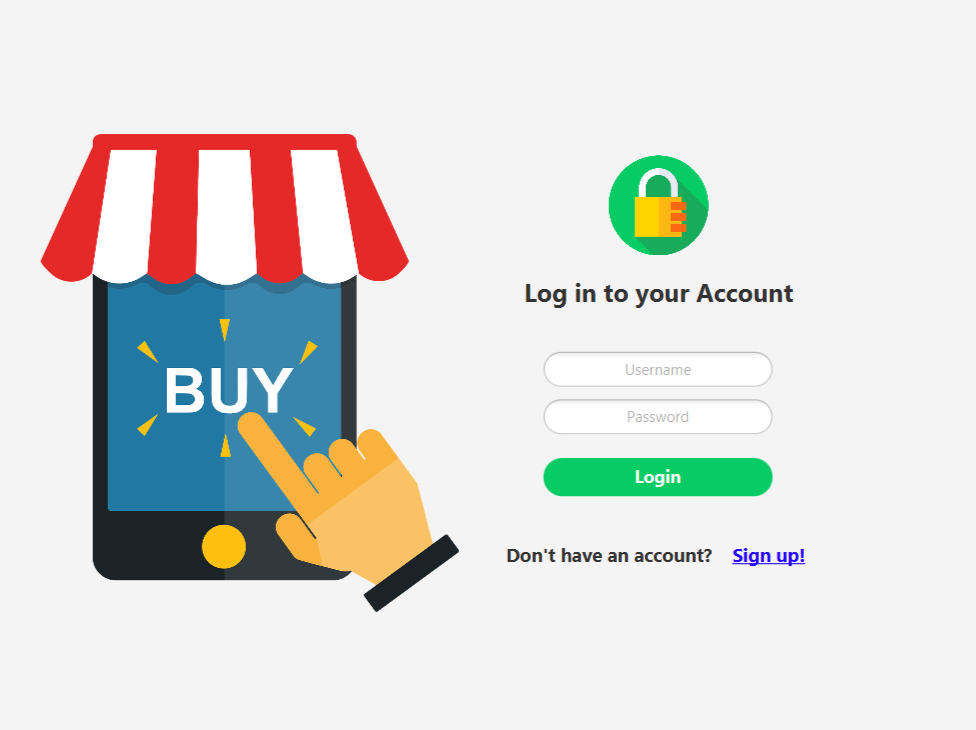 BUY
Log in to your Account
Username
Password
Login
Don't have an account? Sign up!